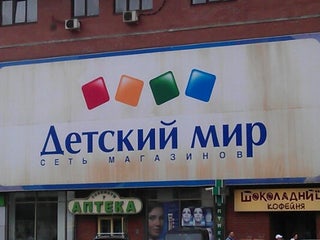 Детский мир
СЕТЬ МАГАЗИНОВ
АПТЕКА
ШОКОЛАДНИЦА
КОФЕЙНЯ